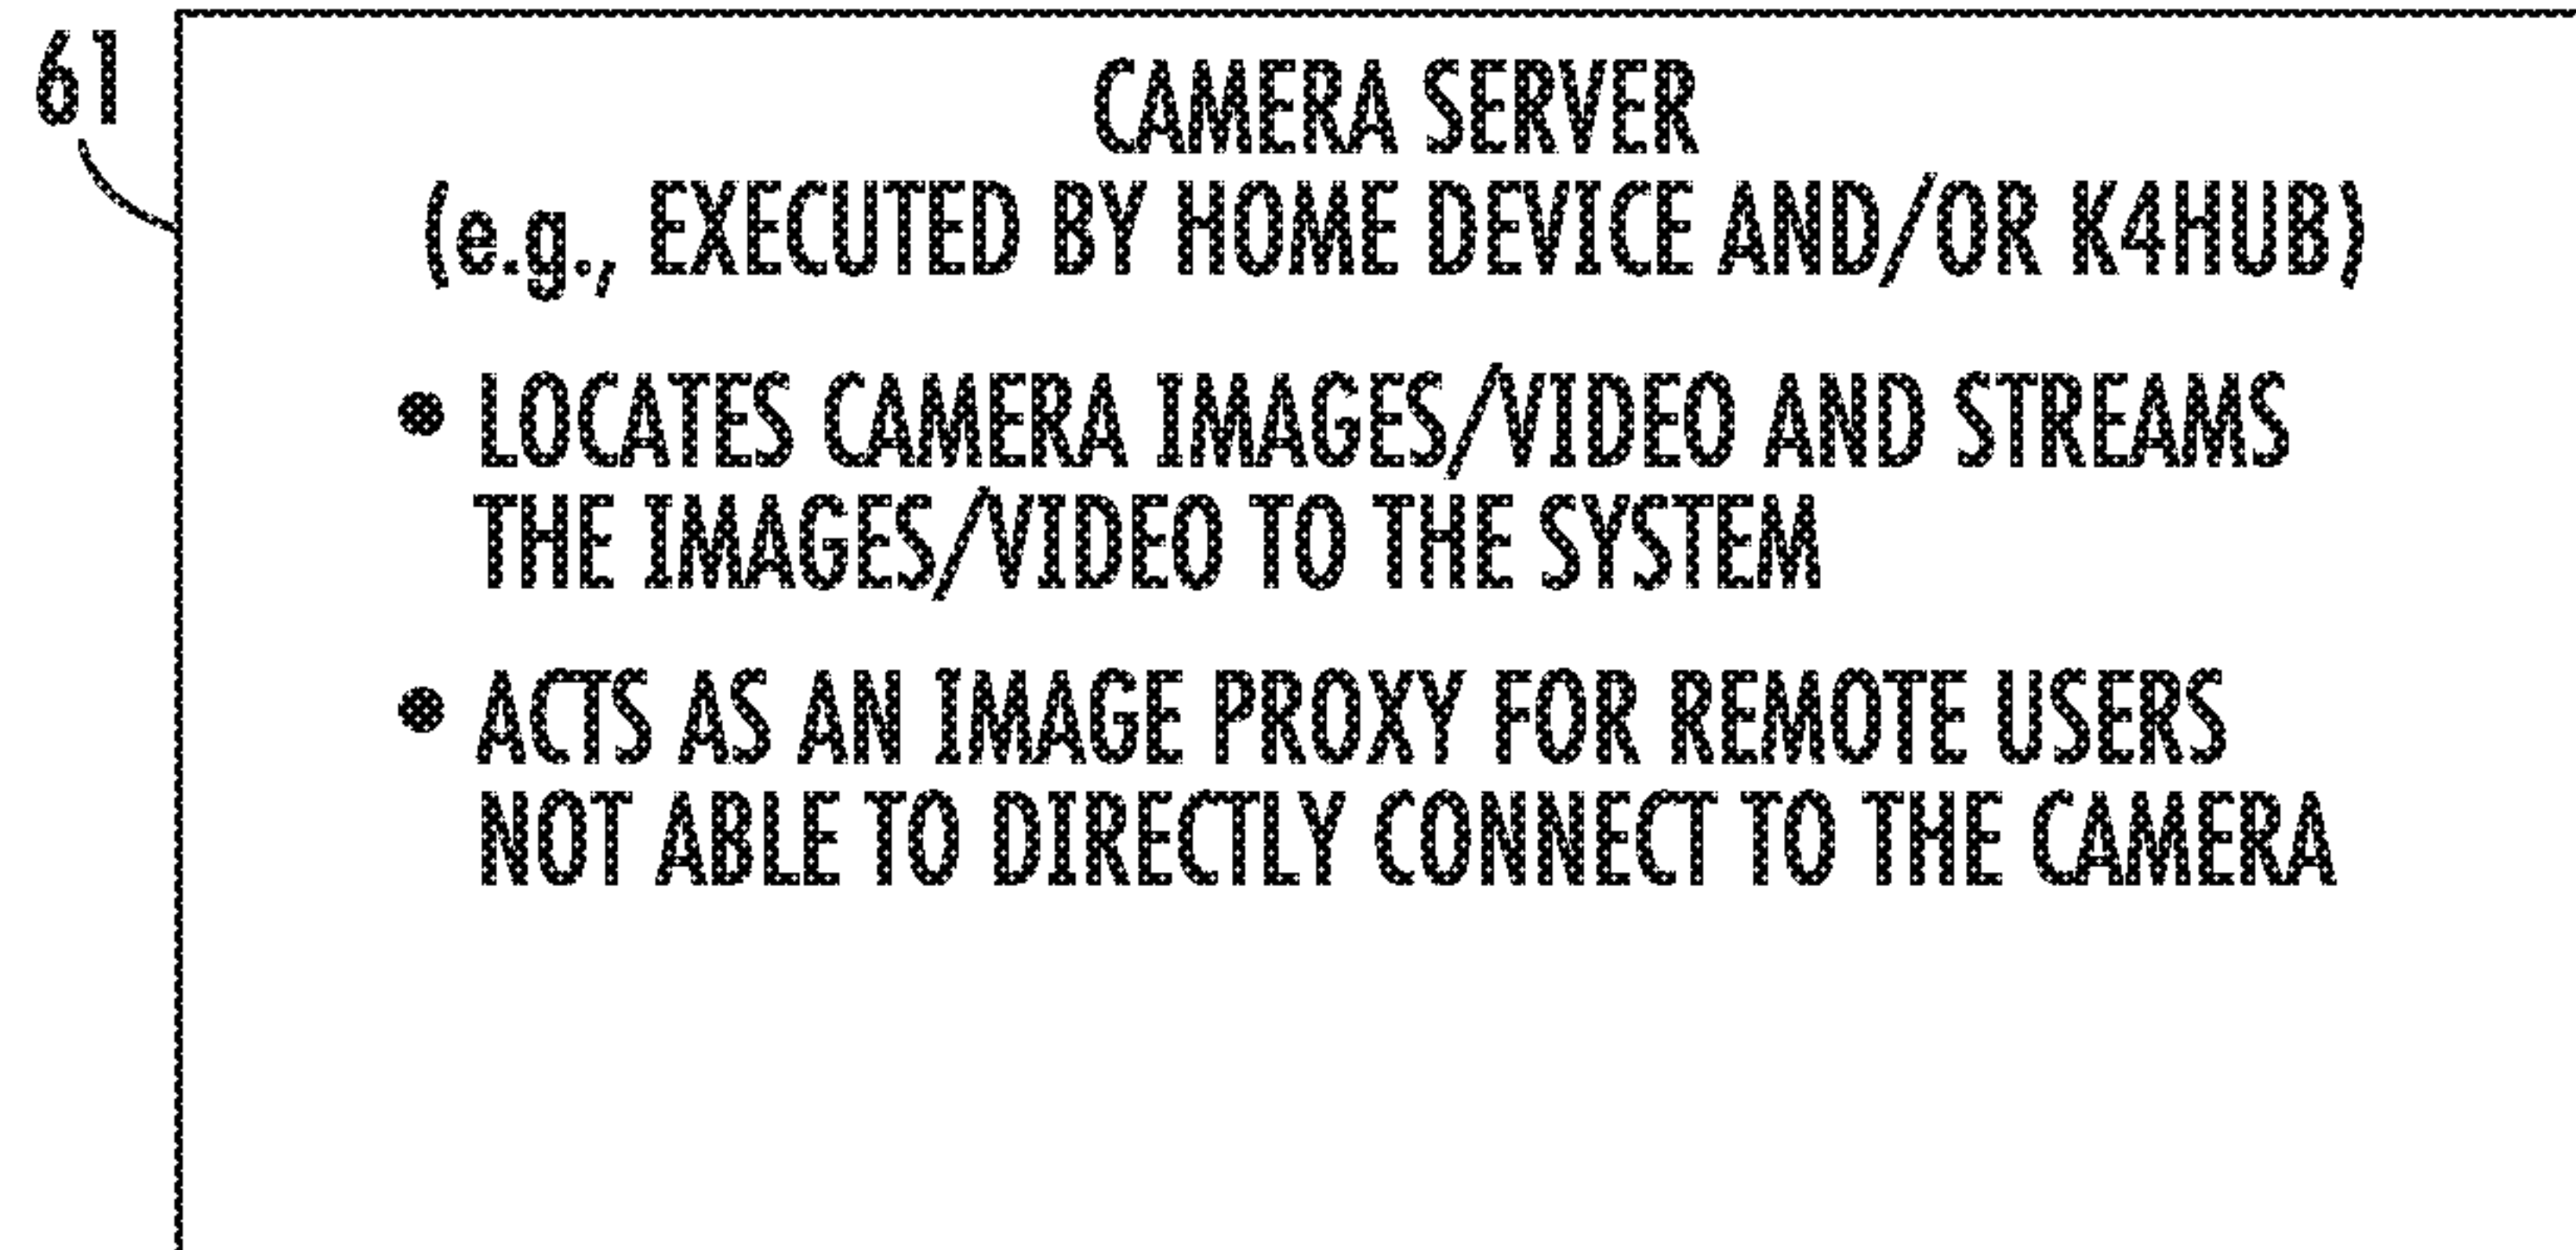 61
CAMERA SERVER
(e.g., EXECUTED BY HOME DEVICE AND/OR K4HUB)
• LOCATES CAMERA IMAGES/VIDEO AND STREAMS
THE IMAGES/VIDEO TO THE SYSTEM
• ACTS AS AN IMAGE PROXY FOR REMOTE USERS
NOT ABLE TO DIRECTLY CONNECT TO THE CAMERA